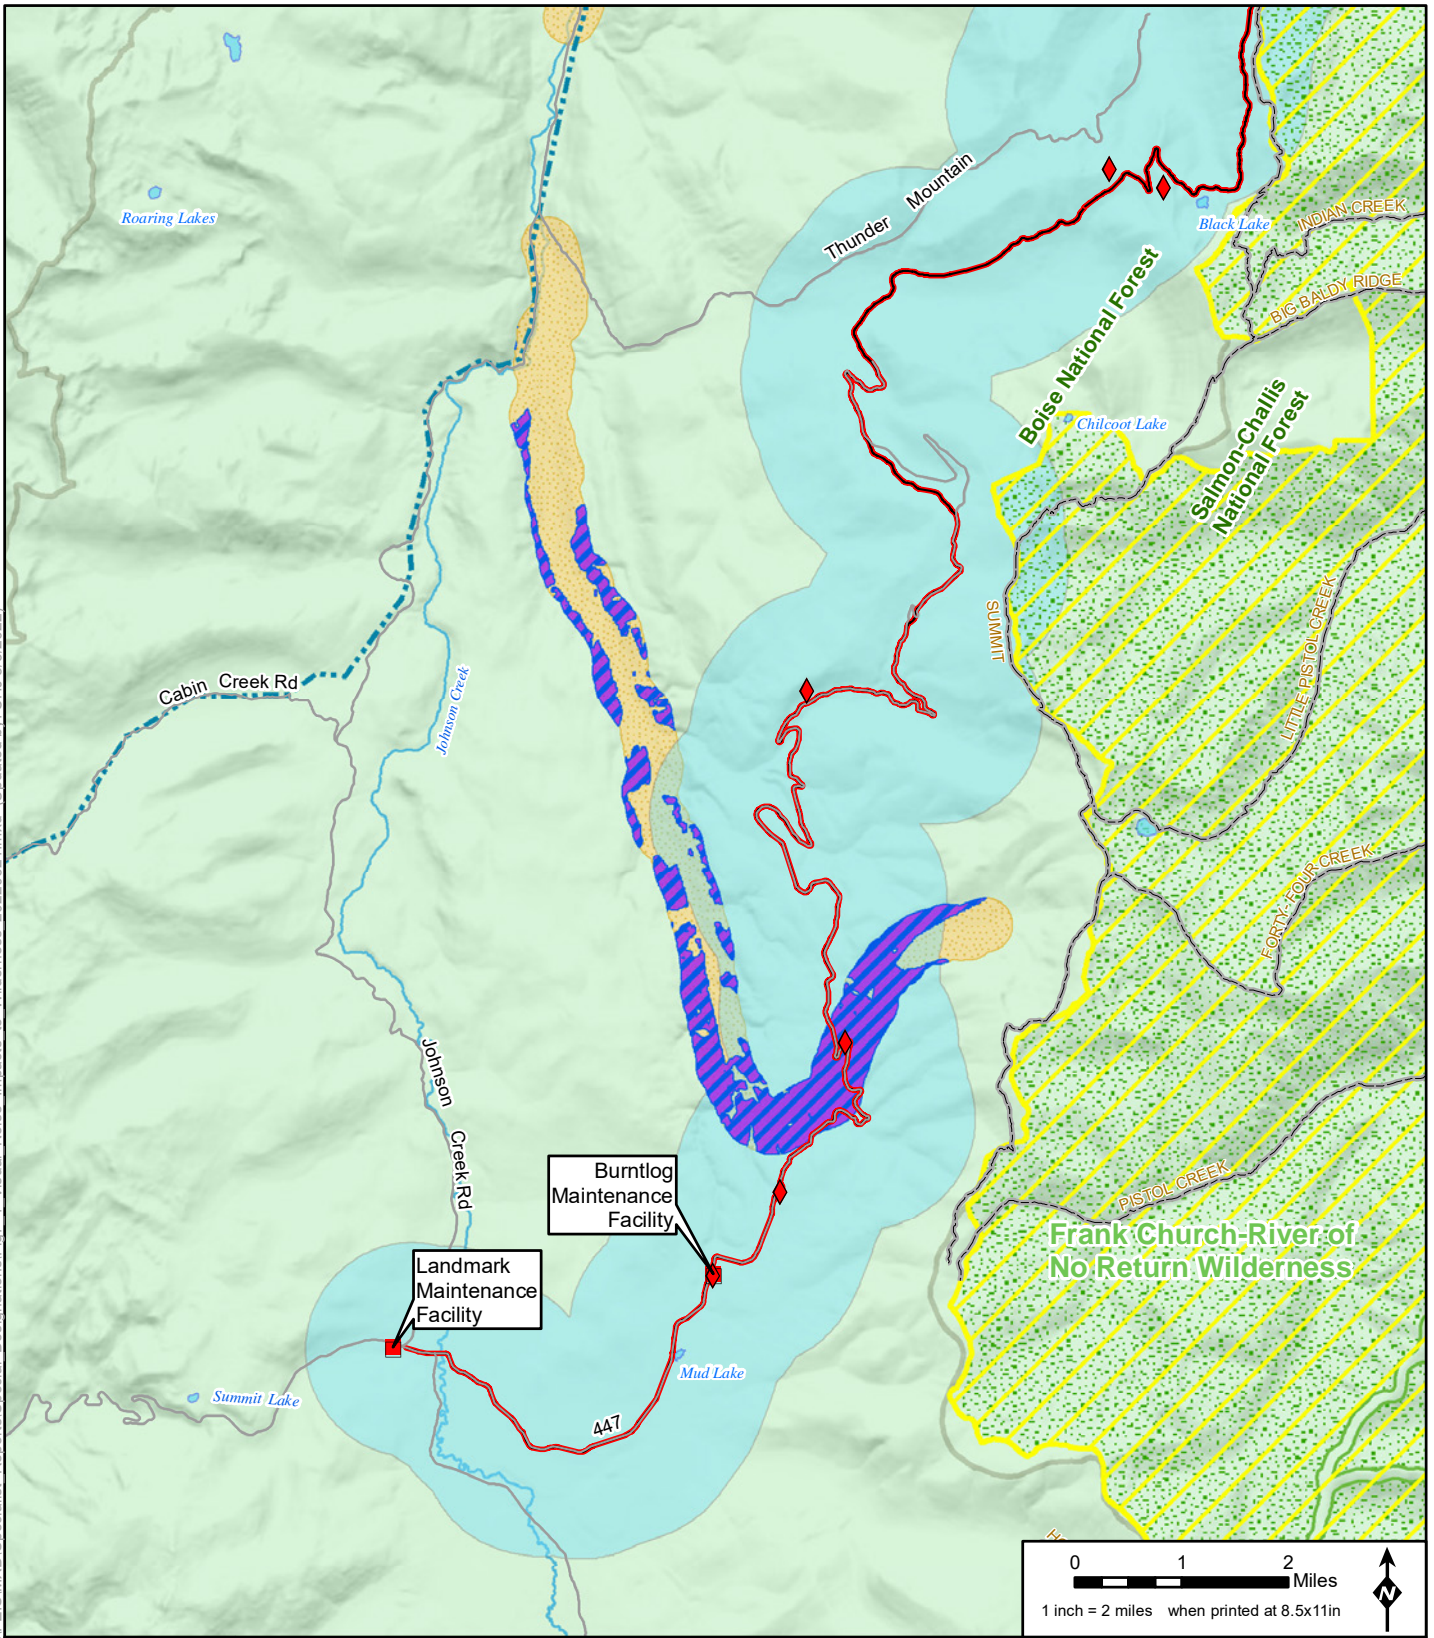 Roaring Lakes
Thunder Mountain
Black Lake
INDIAN CREEK
BIG BALDY RIDGE
Boise National Forest
Salmon-Challis
National Forest
Chilcoot Lake
SUMMIT
LITTLE PISTOL CREEK
Cabin Creek Rd
Johnson Creek
FORTY-FOUR CREEK
Johnson Creek Rd
Burntlog
Maintenance
Facility
PISTOL CREEK
Frank Church-River of
No Return Wilderness
Landmark
Maintenance
Facility
Mud Lake
Summit Lake
447
0 1 2
Miles
1 inch = 2 miles when printed at 8.5x11in
N